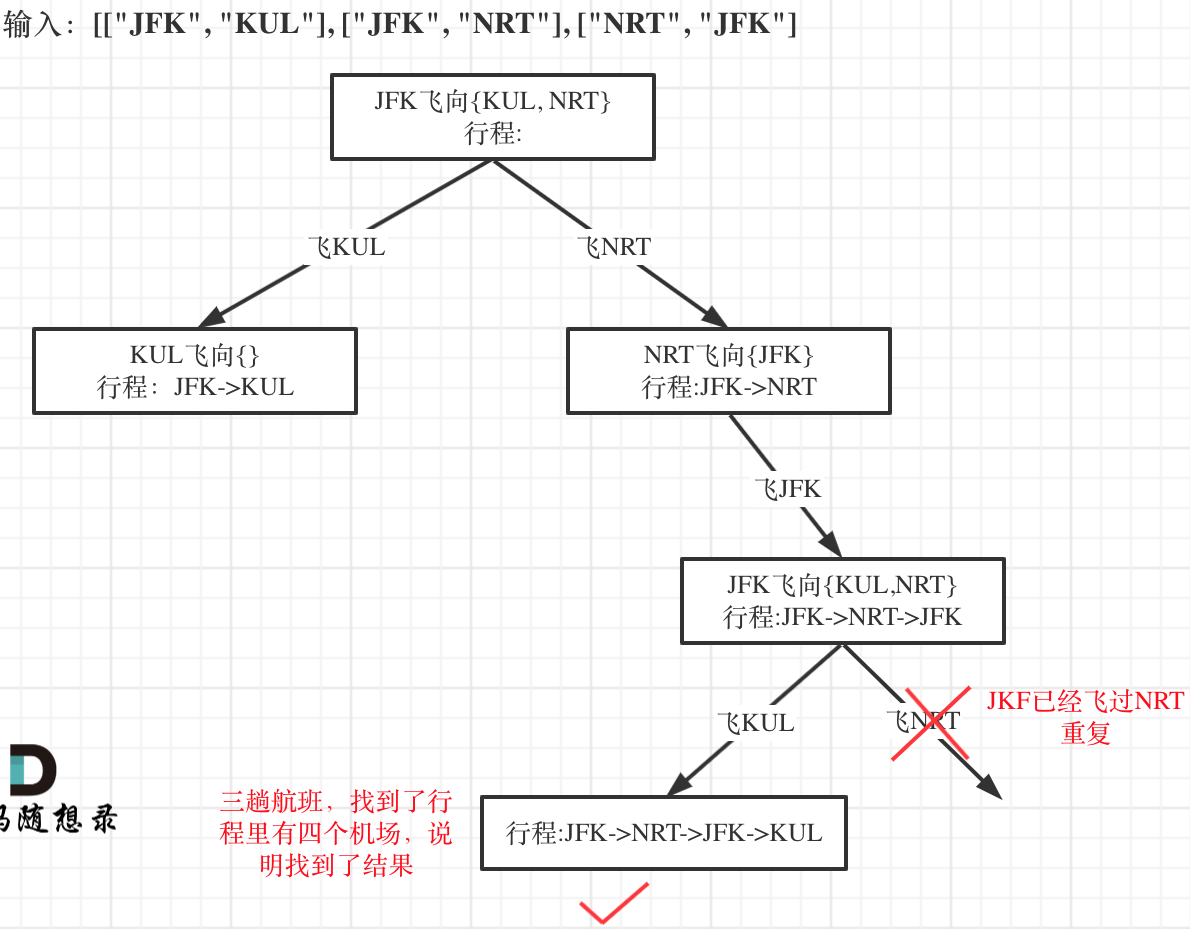 输入：[["JFK", "KUL"],["JFK", "NRT"],["NRT", "JFK"]
JFK飞向{KUL, NRT}
行程:
飞KUL
飞NRT
KUL飞向{}
行程：JFK->KUL
NRT飞向{JFK}
行程:JFK->NRT
飞JFK
JFK飞向{KUL,NRT}
行程:JFK->NRT->JFK
飞KUL
飞NRT
JKF已经飞过NRT
重复
三趟航班，找到了行
程里有四个机场，说
明找到了结果
行程:JFK->NRT->JFK->KUL
随想录